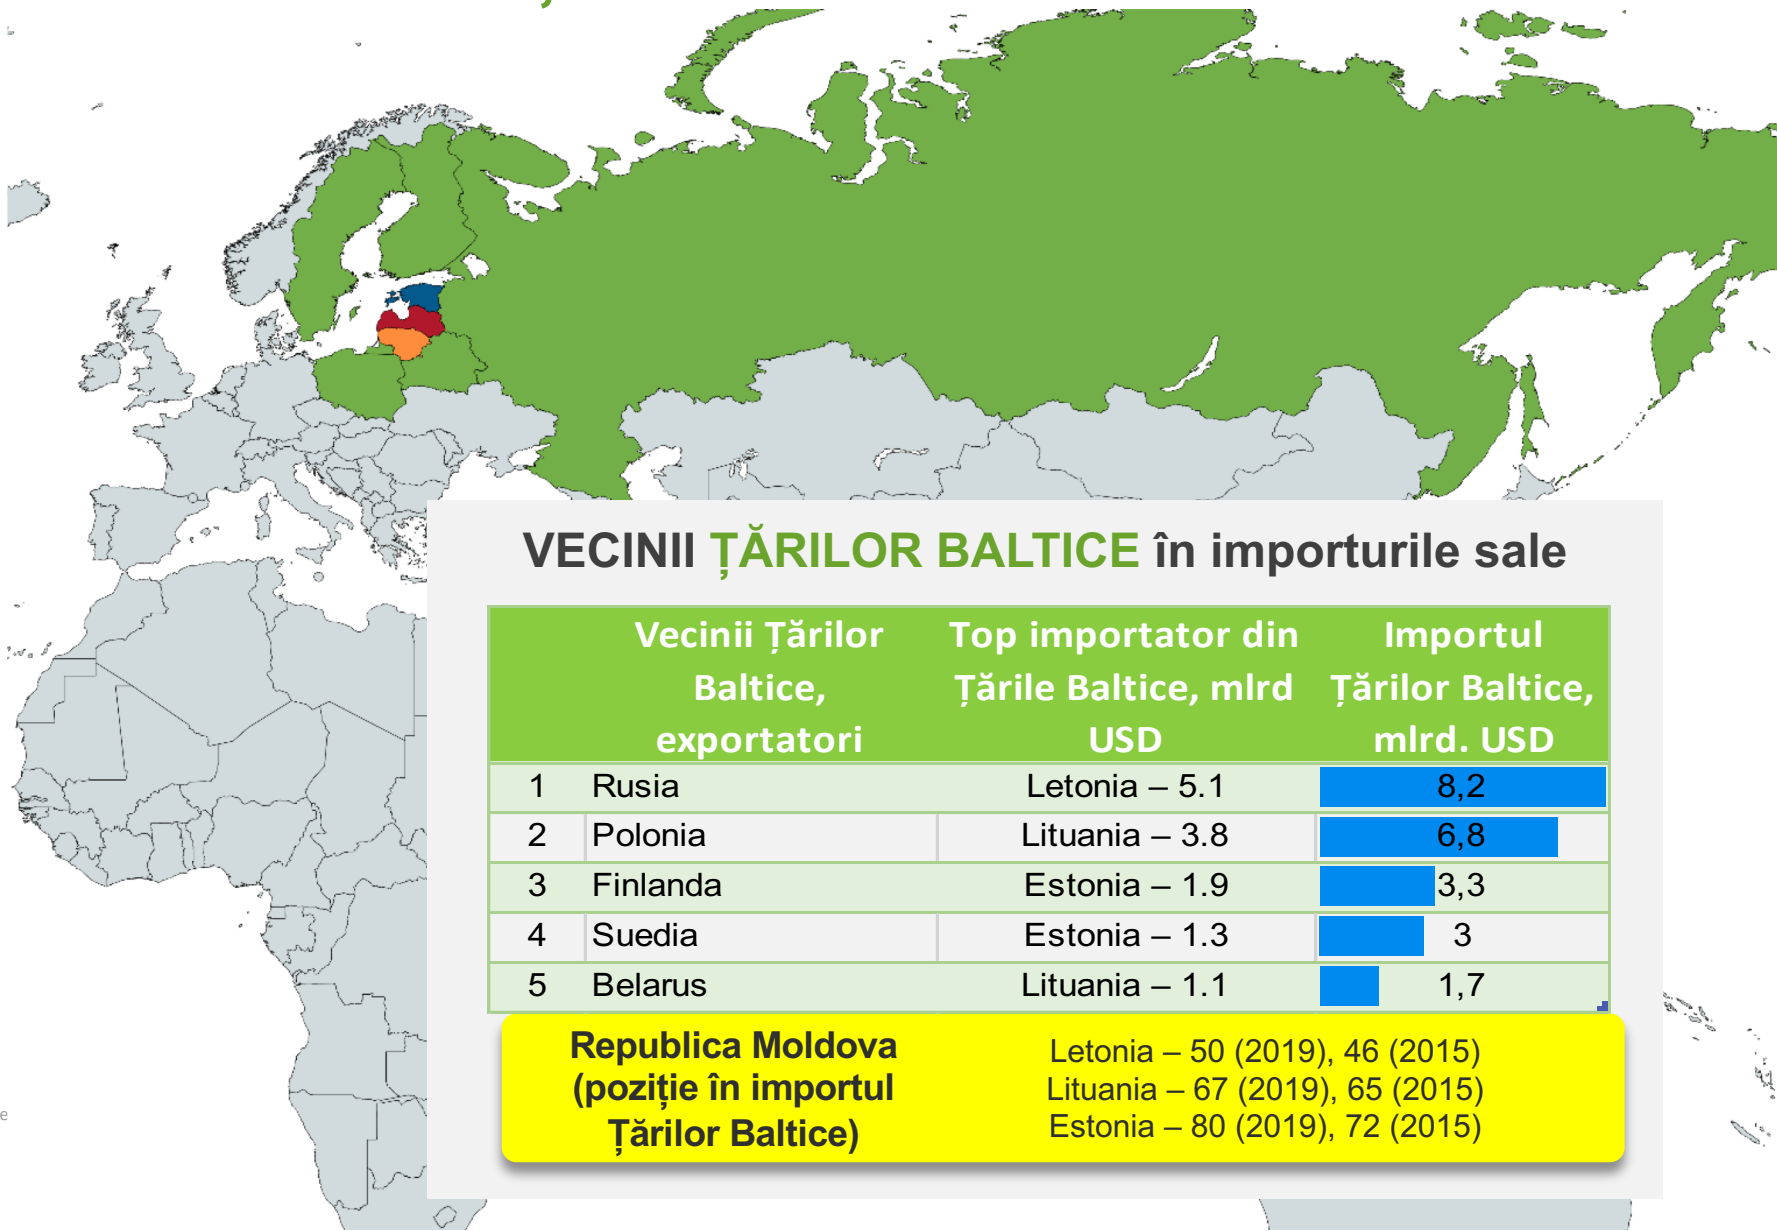 VECINII ȚĂRILOR BALTICE în importurile sale
Vecinii Țărilor Baltice, exportatori
Top importator din Țările Baltice, mlrd USD
Importul Țărilor Baltice, mlrd. USD
1 Rusia Letonia – 5.1 8,2
2 Polonia Lituania – 3.8 6,8
3 Finlanda Estonia – 1.9 3,3
4 Suedia Estonia – 1.3 3
5 Belarus Lituania – 1.1 1,7
Republica Moldova
(poziție în importul
Țărilor Baltice)
Letonia – 50 (2019), 46 (2015)
Lituania – 67 (2019), 65 (2015)
Estonia – 80 (2019), 72 (2015)
e